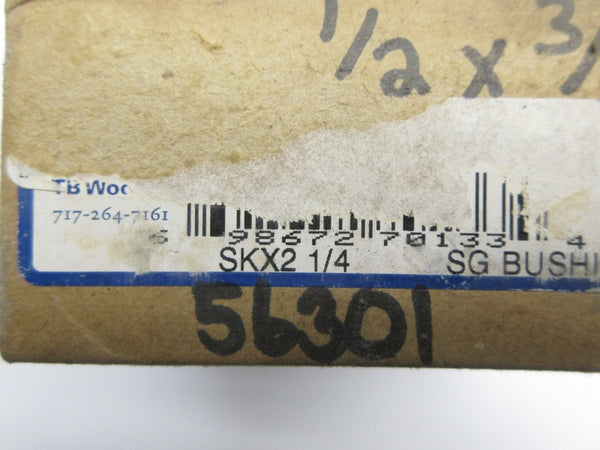 1/2 x 3/
TB Woo
717-264-7161
6 98672 70133 4
SKX2 1/4 SG BUSHI
56301